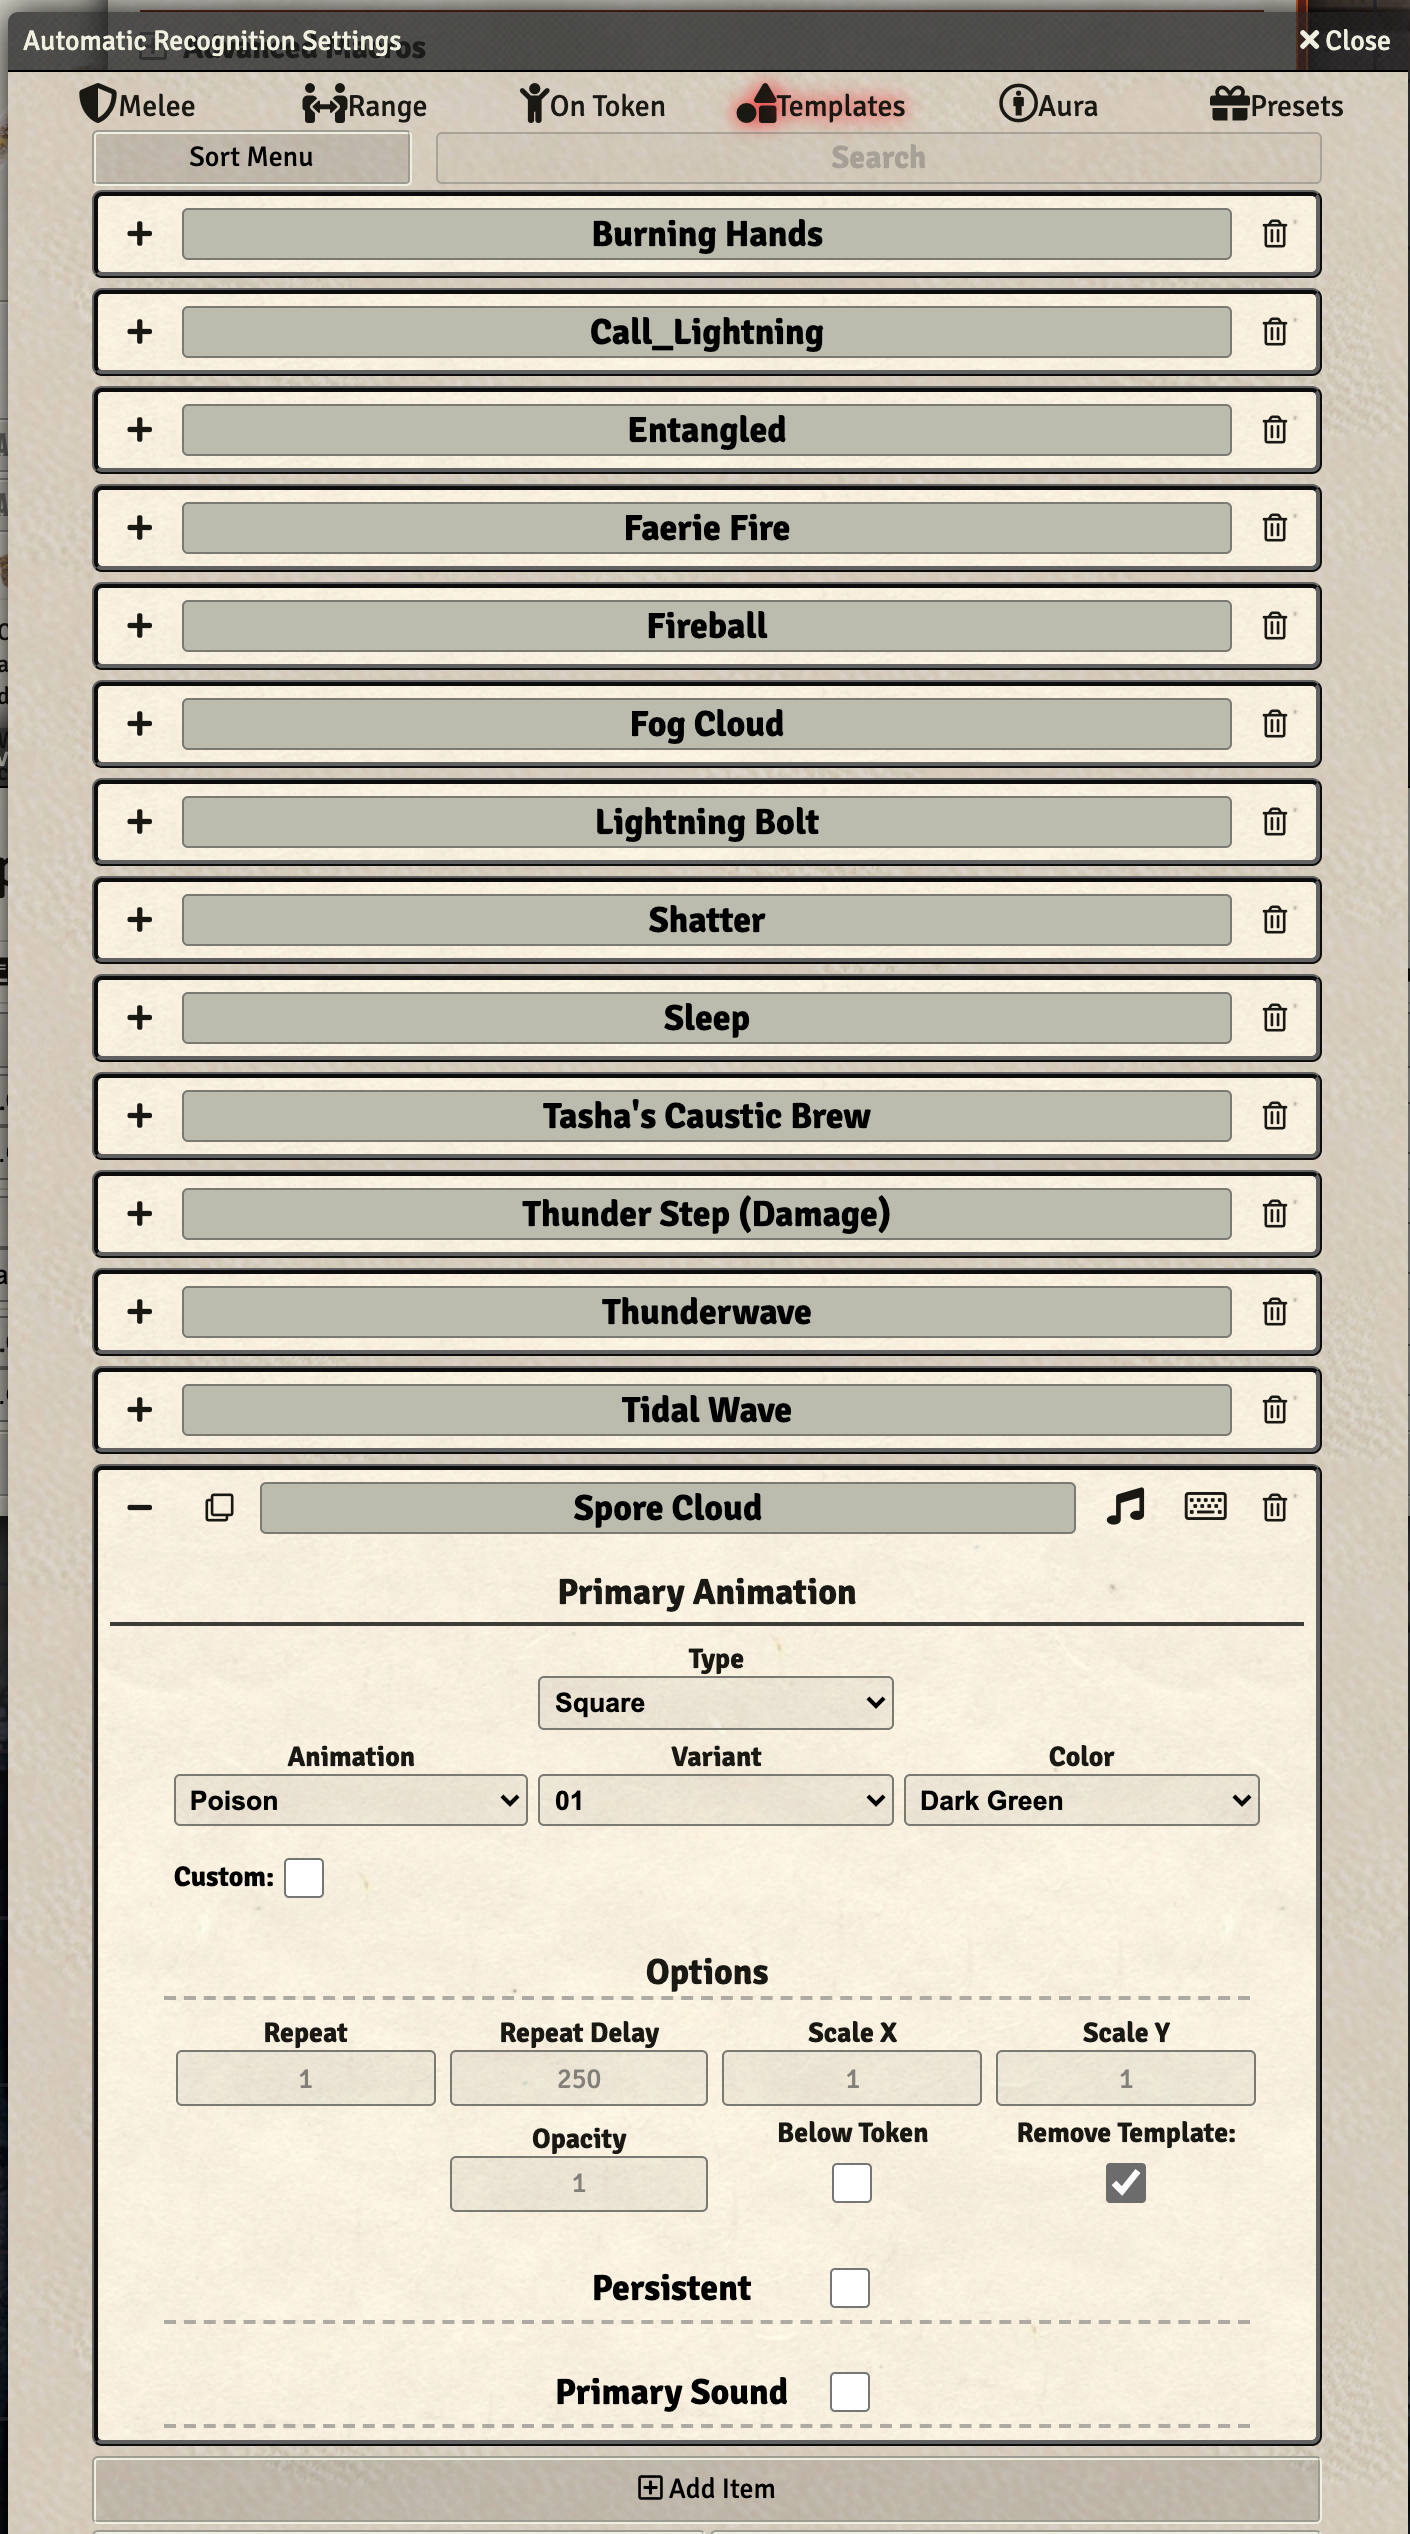 Automatic Recognition Settings
Advanced Macros
Close
Melee
Range
On Token
Templates
Aura
Presets
Sort Menu
Search
Burning Hands
Call_Lightning
Entangled
Faerie Fire
Fireball
Fog Cloud
Lightning Bolt
Shatter
Sleep
Tasha's Caustic Brew
Thunder Step (Damage)
Thunderwave
Tidal Wave
Spore Cloud
Primary Animation
Type
Square
Animation
Variant
Color
Poison
01
Dark Green
Custom:
Options
Repeat
Repeat Delay
Scale X
Scale Y
1
250
1
1
Opacity
Below Token
Remove Template:
1
Persistent
Primary Sound
Add Item